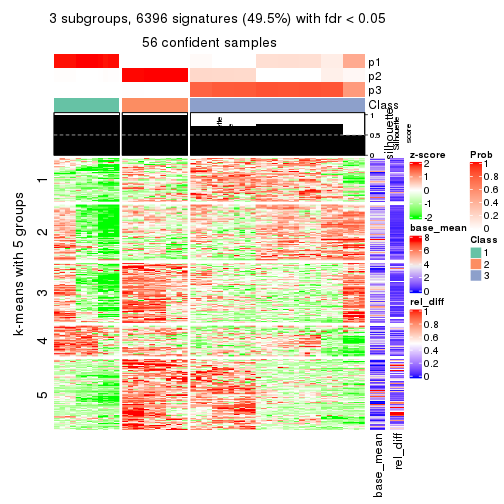 3 subgroups, 6396 signatures (49.5%) with fdr < 0.05
56 confident samples
p1
p2
p3
Class
silhouette
score
1
0.5
0
k-means with 5 groups
1
2
3
4
5
base_mean
rel_diff
z-score
2
1
0
-1
-2
base_mean
8
6
4
2
0
rel_diff
1
0.8
0.6
0.4
0.2
0
Prob
1
0.8
0.6
0.4
0.2
0
Class
1
2
3